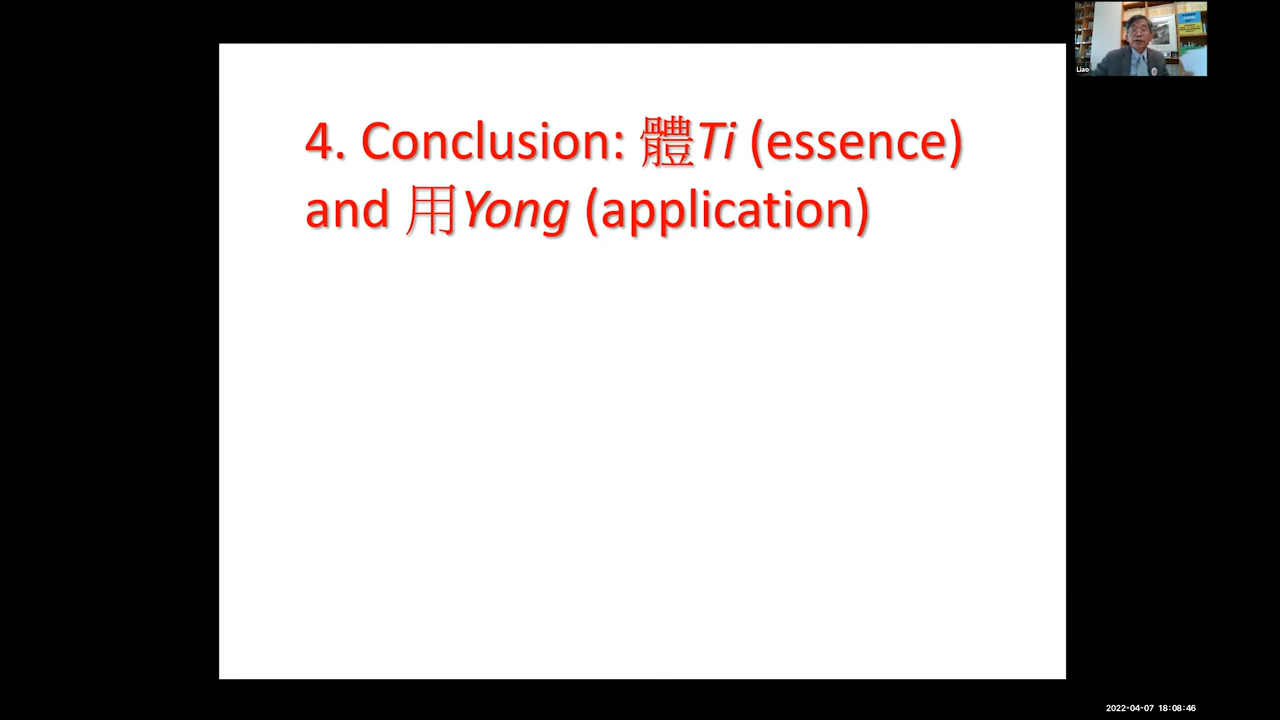 4. Conclusion: 體Ti (essence)
and 用Yong (application)
Liao
2022-04-07 18:08:46